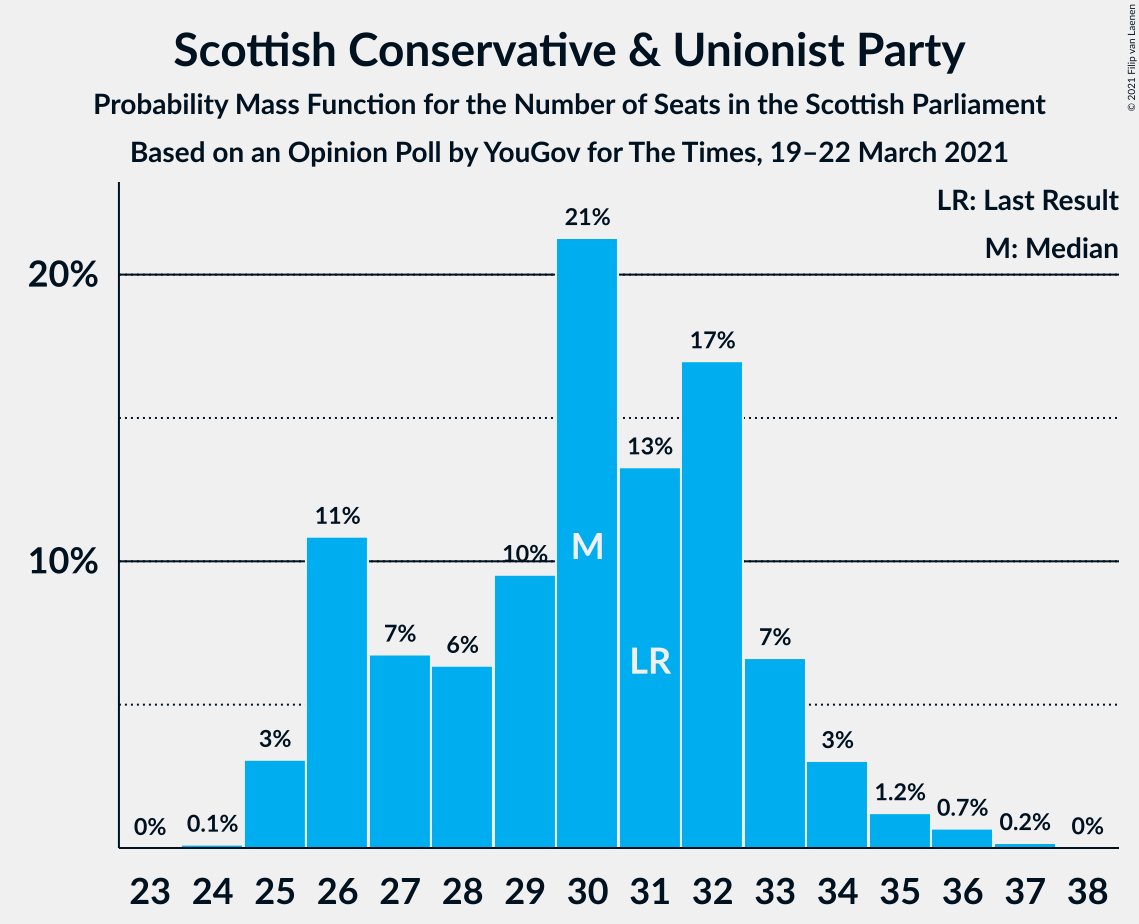 Scottish Conservative & Unionist Party
Probability Mass Function for the Number of Seats in the Scottish Parliament
Based on an Opinion Poll by YouGov for The Times, 19–22 March 2021
© 2021 Filip van Laenen
LR: Last Result
M: Median
20%
10%
0%
0.1%
3%
11%
7%
6%
10%
21%
13%
17%
7%
3%
1.2%
0.7%
0.2%
0%
M
LR
23 24 25 26 27 28 29 30 31 32 33 34 35 36 37 38